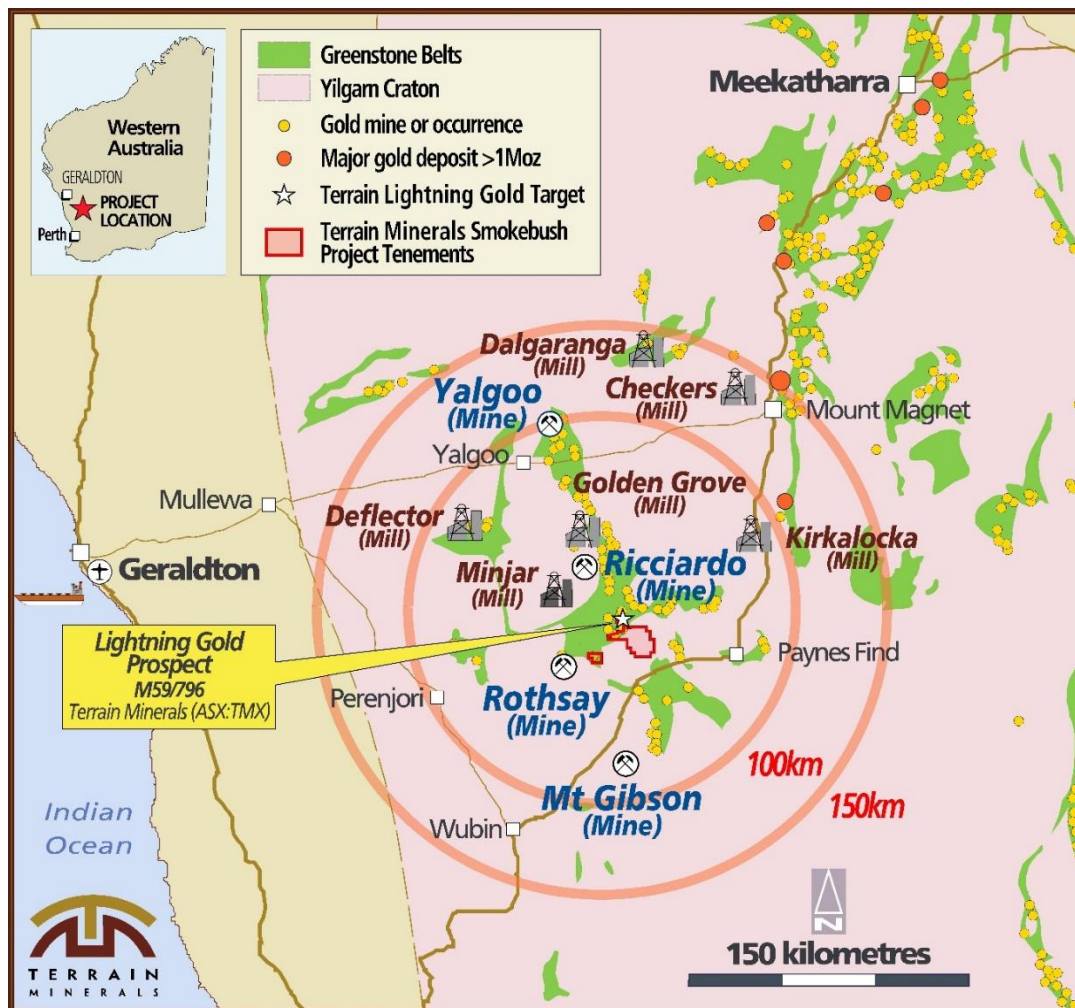 Greenstone Belts
Yilgarn Craton
Gold mine or occurrence
Major gold deposit >1Moz
Terrain Lightning Gold Target
Terrain Minerals Smokebush
Project Tenements
Western
Australia
GERALDTON
PROJECT
LOCATION
Perth
Meekatharra
Dalgaranga
(Mill)
Checkers
(Mill)
Yalgoo
(Mine)
Mount Magnet
Yalgoo
Golden Grove
(Mill)
Mullewa
Deflector
(Mill)
Kirkalocka
(Mill)
Geraldton
Minjar
(Mill)
Ricciardo
(Mine)
Lightning Gold
Prospect
M59/796
Terrain Minerals (ASX:TMX)
Paynes Find
Perenjori
Rothsay
(Mine)
100km
150km
Mt Gibson
(Mine)
Indian
Ocean
Wubin
N
150 kilometres
TERRAIN
MINERALS